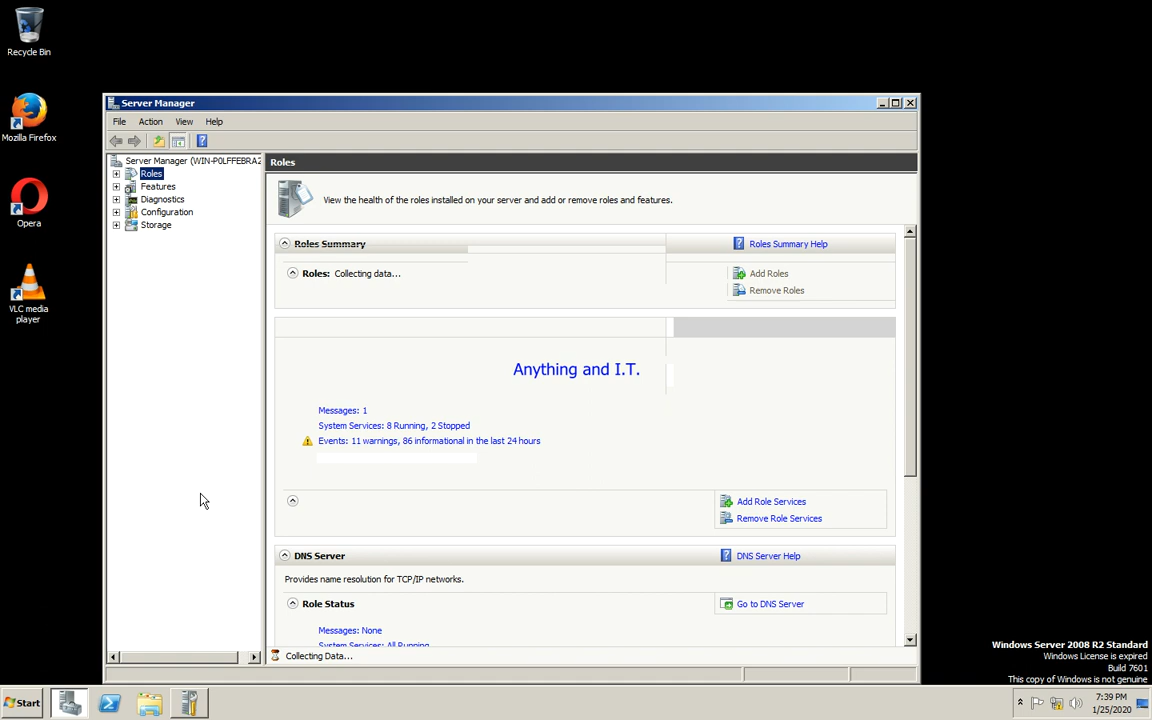 Recycle Bin
Mozilla Firefox
Opera
VLC media
player
Server Manager
File Action View Help
Server Manager (WIN-P0LFFEBRA2
Roles
Features
Diagnostics
Configuration
Storage
Roles
View the health of the roles installed on your server and add or remove roles and features.
Roles Summary
Roles Summary Help
Roles: Collecting data...
Add Roles
Remove Roles
Anything and I.T.
Messages: 1
System Services: 8 Running, 2 Stopped
Events: 11 warnings, 86 informational in the last 24 hours
Add Role Services
Remove Role Services
DNS Server
DNS Server Help
Provides name resolution for TCP/IP networks.
Role Status
Go to DNS Server
Messages: None
System Services: All Running
Collecting Data...
Windows Server 2008 R2 Standard
Windows License is expired
Build 7601
This copy of Windows is not genuine
Start
7:39 PM
1/25/2020